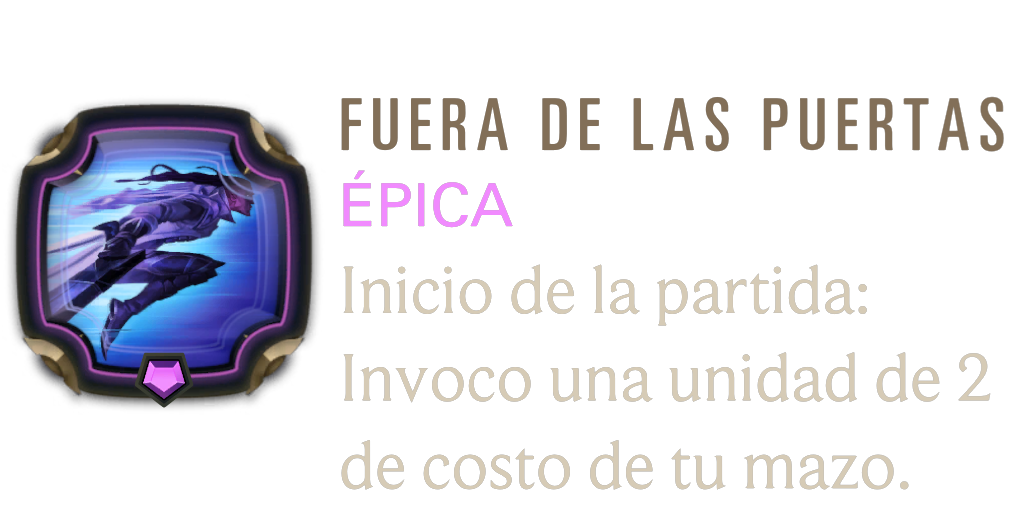 FUERA DE LAS PUERTAS
ÉPICA
Inicio de la partida:
Invoco una unidad de 2
de costo de tu mazo.